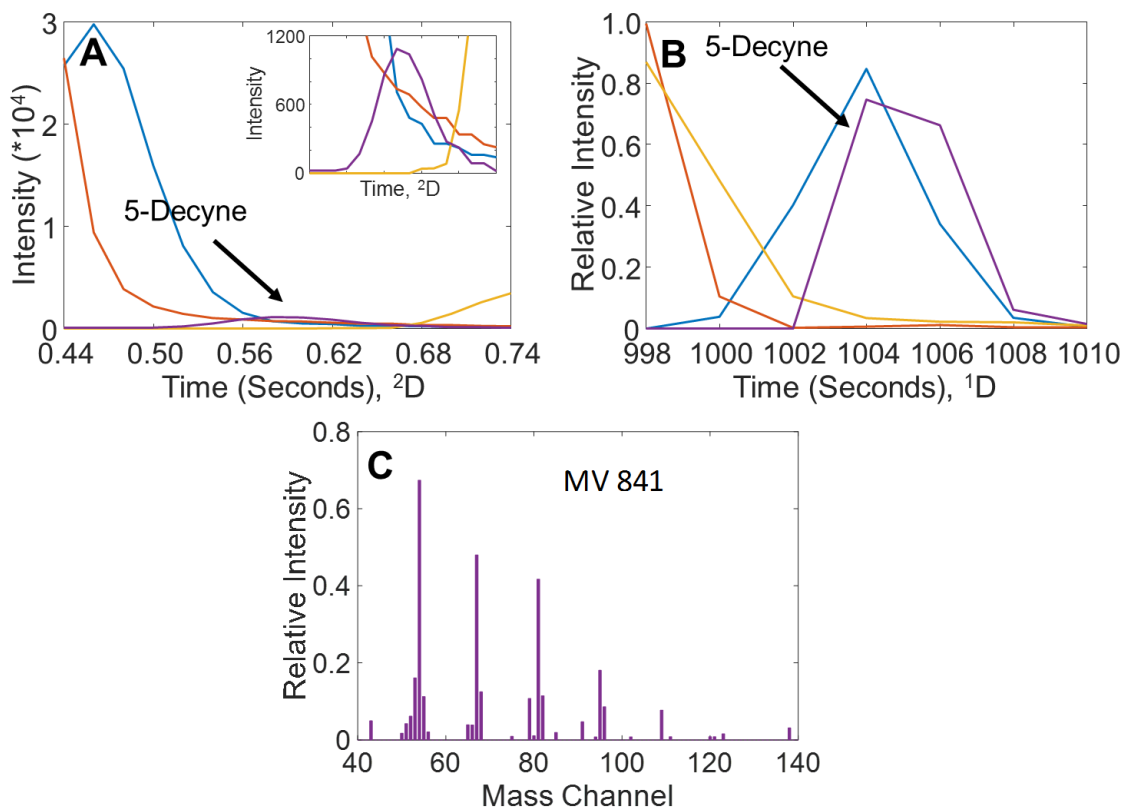 A
Intensity (*10⁴)
3
2
1
0
0.44 0.50 0.56 0.62 0.68 0.74
Time (Seconds), ²D
5-Decyne
Intensity
1200
600
0
Time, ²D
B
Relative Intensity
1.0
0.8
0.6
0.4
0.2
0
998 1000 1002 1004 1006 1008 1010
Time (Seconds), ¹D
5-Decyne
C
MV 841
Relative Intensity
0.8
0.6
0.4
0.2
0
40 60 80 100 120 140
Mass Channel